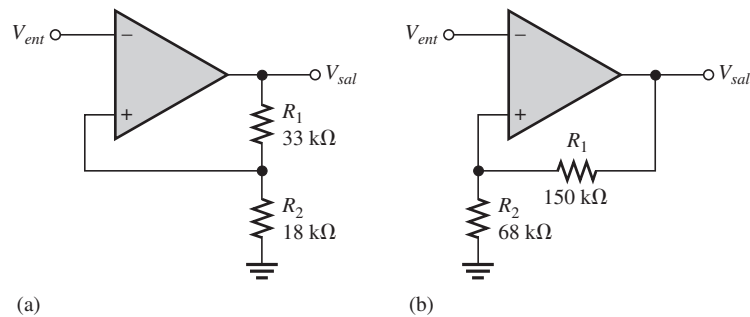 V_ent
−
+
V_sal
R_1
33 kΩ
R_2
18 kΩ
(a)
V_ent
−
+
V_sal
R_1
150 kΩ
R_2
68 kΩ
(b)